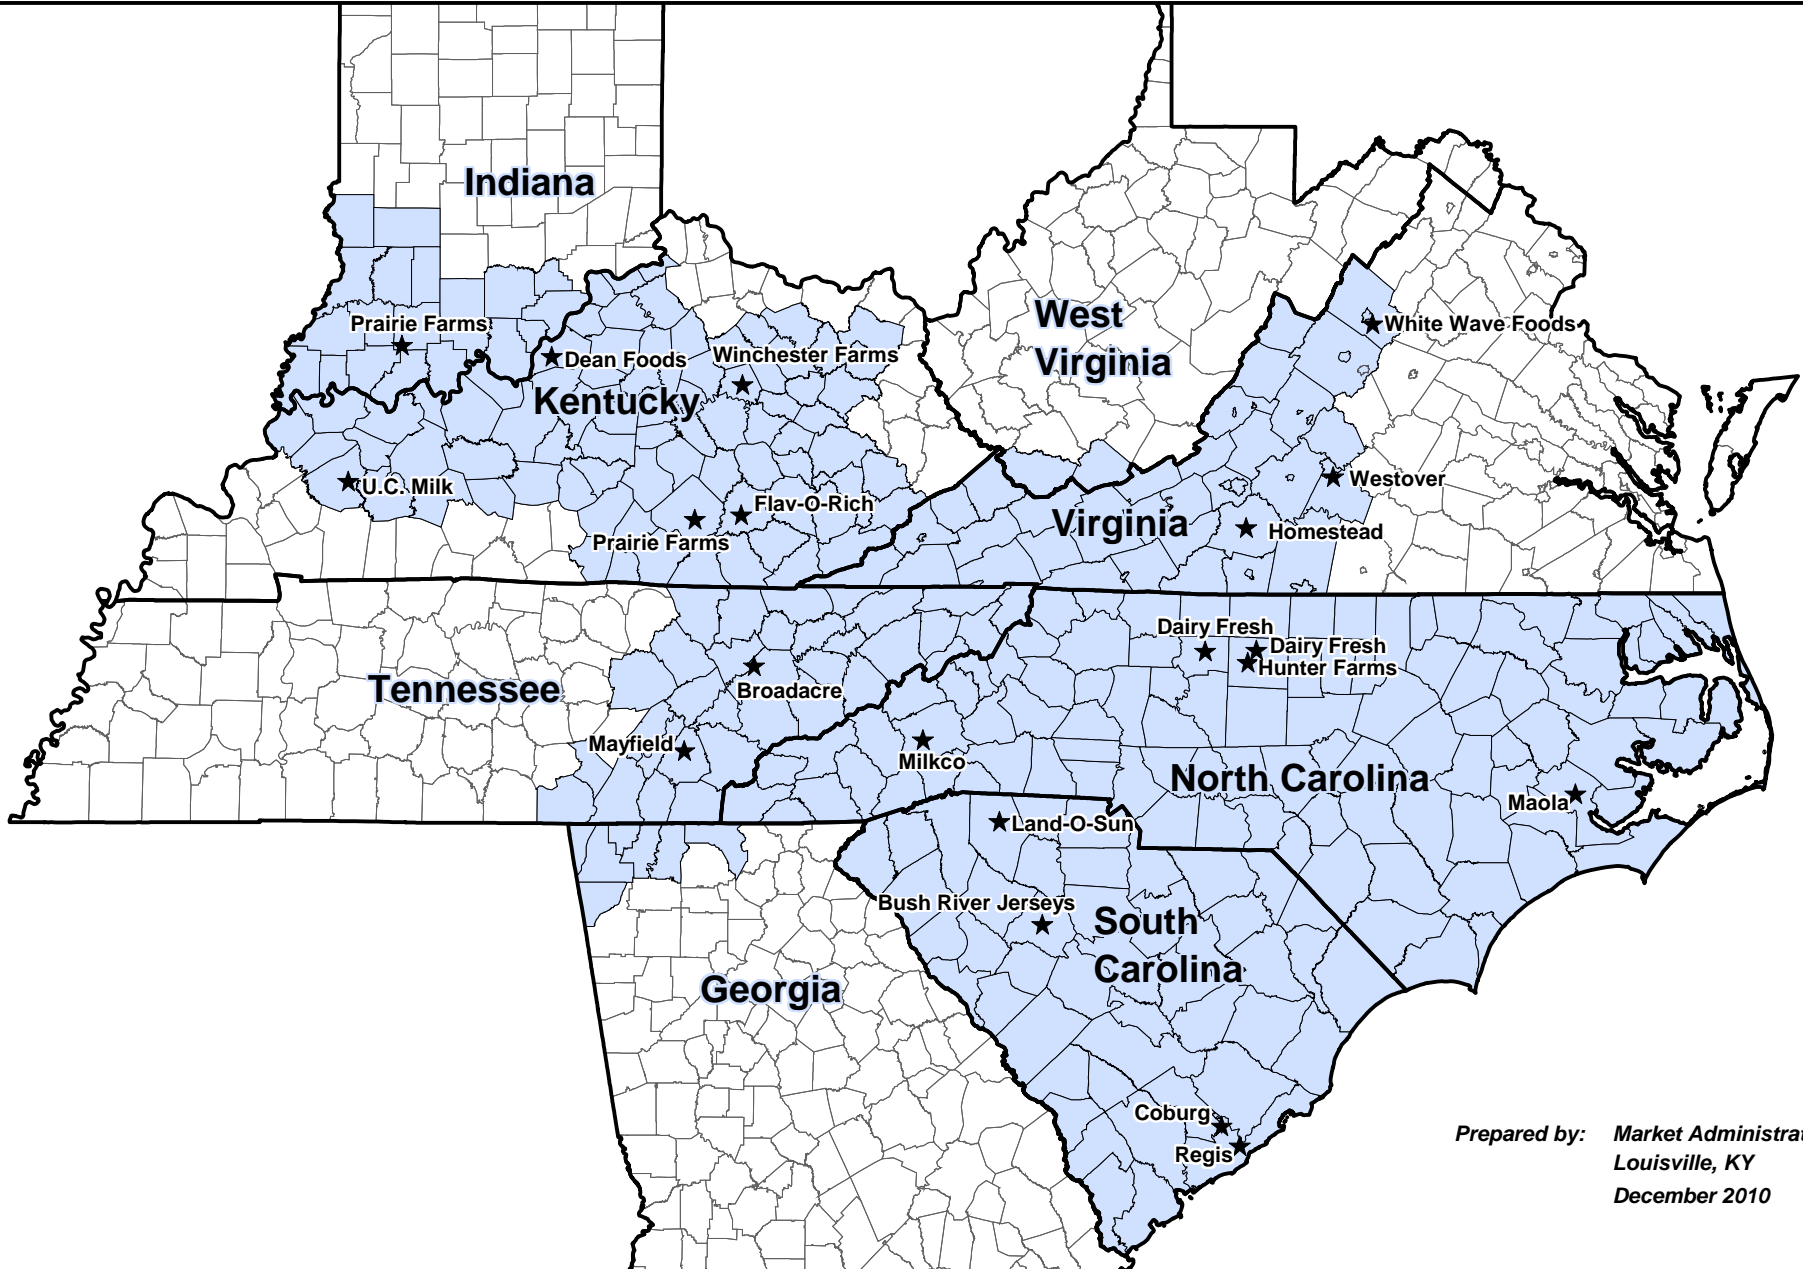 Indiana
West
Virginia
Prairie Farms
White Wave Foods
Dean Foods
Winchester Farms
Kentucky
U.C. Milk
Westover
Flav-O-Rich
Virginia
Homestead
Prairie Farms
Dairy Fresh
Dairy Fresh
Hunter Farms
Tennessee
Broadacre
Mayfield
Milkco
North Carolina
Maola
Land-O-Sun
Bush River Jerseys
South
Carolina
Georgia
Coburg
Regis
Prepared by: Market Administrat
Louisville, KY
December 2010